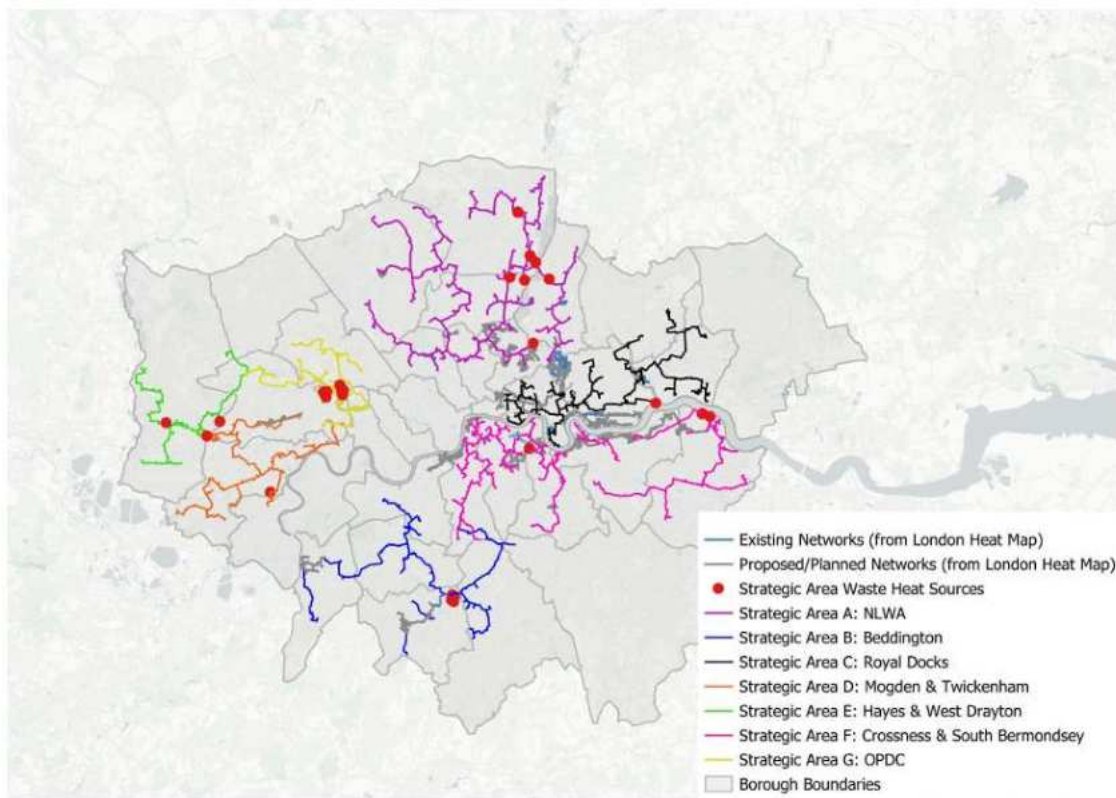 Existing Networks (from London Heat Map)
Proposed/Planned Networks (from London Heat Map)
Strategic Area Waste Heat Sources
Strategic Area A: NLWA
Strategic Area B: Beddington
Strategic Area C: Royal Docks
Strategic Area D: Mogden & Twickenham
Strategic Area E: Hayes & West Drayton
Strategic Area F: Crossness & South Bermondsey
Strategic Area G: OPDC
Borough Boundaries